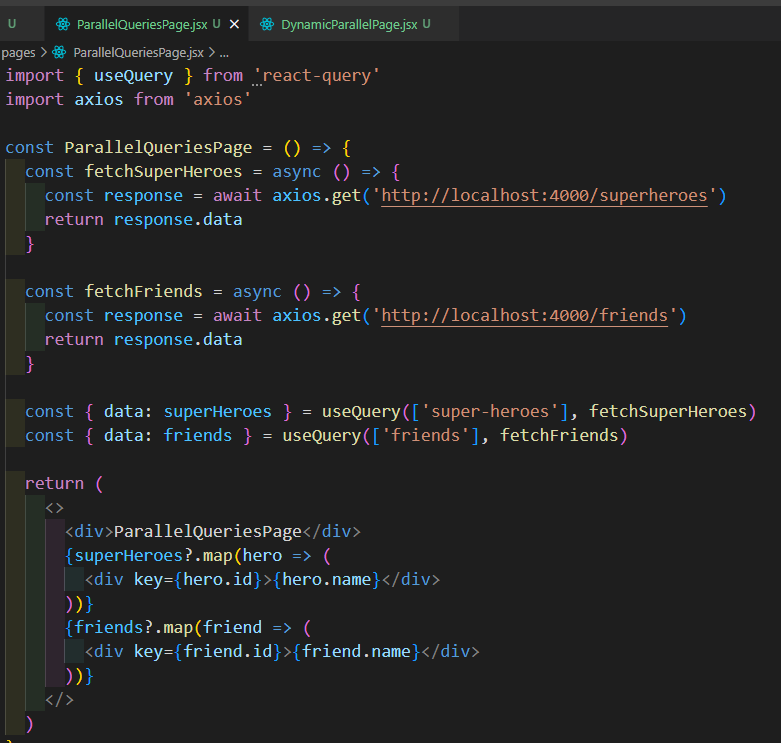 U ParallelQueriesPage.jsx U × DynamicParallelPage.jsx U
pages > ParallelQueriesPage.jsx > ...
import { useQuery } from 'react-query'
import axios from 'axios'

const ParallelQueriesPage = () => {
  const fetchSuperHeroes = async () => {
    const response = await axios.get('http://localhost:4000/superheroes')
    return response.data
  }

  const fetchFriends = async () => {
    const response = await axios.get('http://localhost:4000/friends')
    return response.data
  }

  const { data: superHeroes } = useQuery(['super-heroes'], fetchSuperHeroes)
  const { data: friends } = useQuery(['friends'], fetchFriends)

  return (
    <>
      <div>ParallelQueriesPage</div>
      {superHeroes?.map(hero => (
        <div key={hero.id}>{hero.name}</div>
      ))}
      {friends?.map(friend => (
        <div key={friend.id}>{friend.name}</div>
      ))}
    </>
  )
}